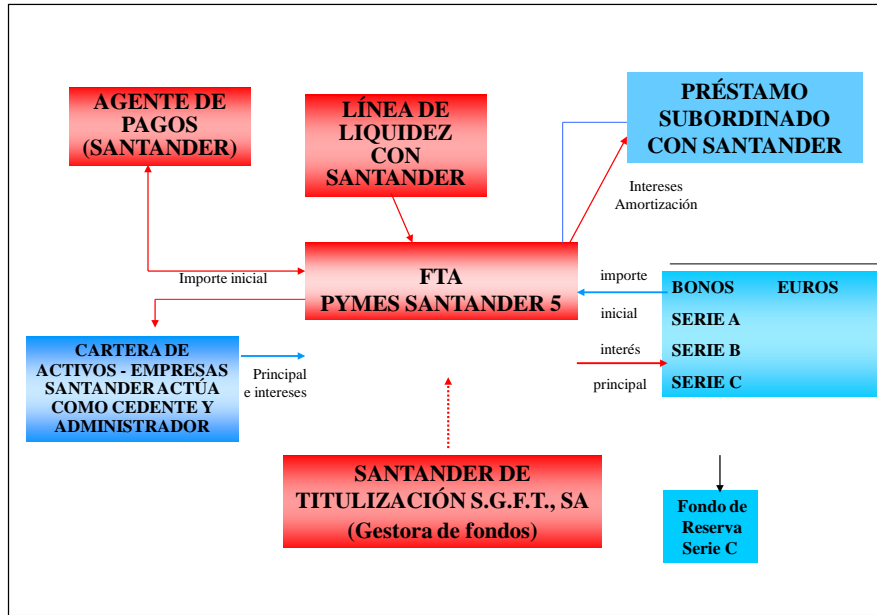 AGENTE DE
PAGOS
(SANTANDER)
LÍNEA DE
LIQUIDEZ
CON
SANTANDER
PRÉSTAMO
SUBORDINADO
CON SANTANDER
Intereses
Amortización
Importe inicial
FTA
PYMES SANTANDER 5
importe
inicial
interés
principal
BONOS EUROS
SERIE A
SERIE B
SERIE C
CARTERA DE
ACTIVOS - EMPRESAS
SANTANDER ACTÚA
COMO CEDENTE Y
ADMINISTRADOR
Principal
e intereses
SANTANDER DE
TITULIZACIÓN S.G.F.T., SA
(Gestora de fondos)
Fondo de
Reserva
Serie C